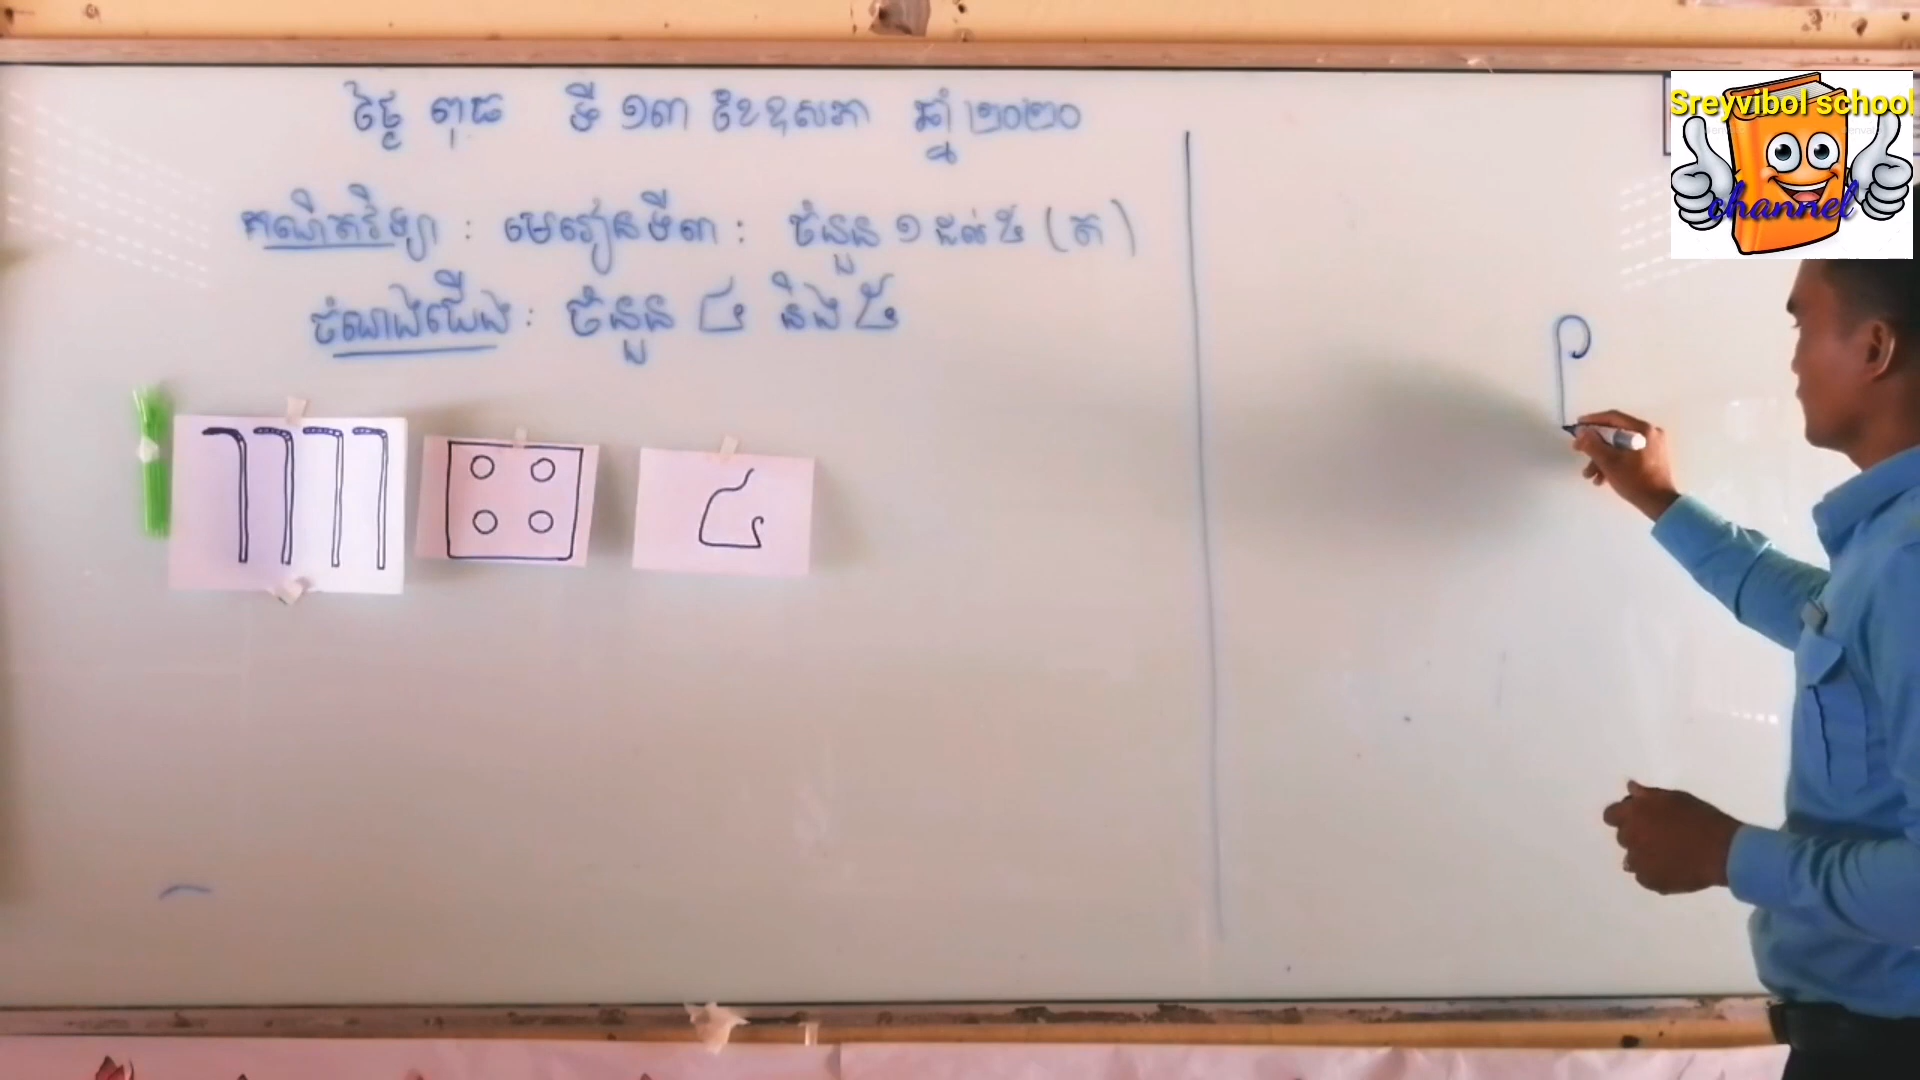 ថ្ងៃ ពុធ ទី ១៣ ខែឧសភា ឆ្នាំ ២០២០
គណិតវិទ្យា : មេរៀនទី៣ : ចំនួន ១ ដល់ ៥ (ត)
ចំណងជើង : ចំនួន ៤ និង ៥
៤
Sreyvibol school
channel